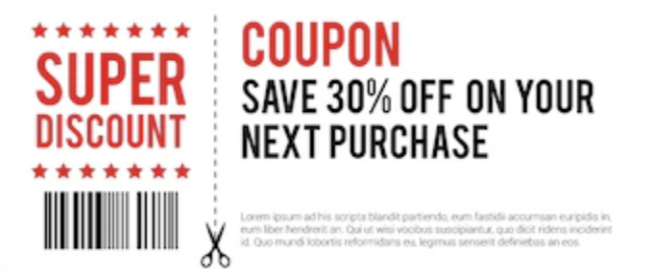 SUPER
DISCOUNT
COUPON
SAVE 30% OFF ON YOUR
NEXT PURCHASE
Lorem ipsum ad his scripta blandit partiendo, eum fastidii accumsan euripidis in,
eum liber hendrerit an. Qui ut wisi vocibus suscipiantur, quo dicit ridens inciderint
id. Quo mundi lobortis reformidans eu, legimus senserit definiebas an eos.